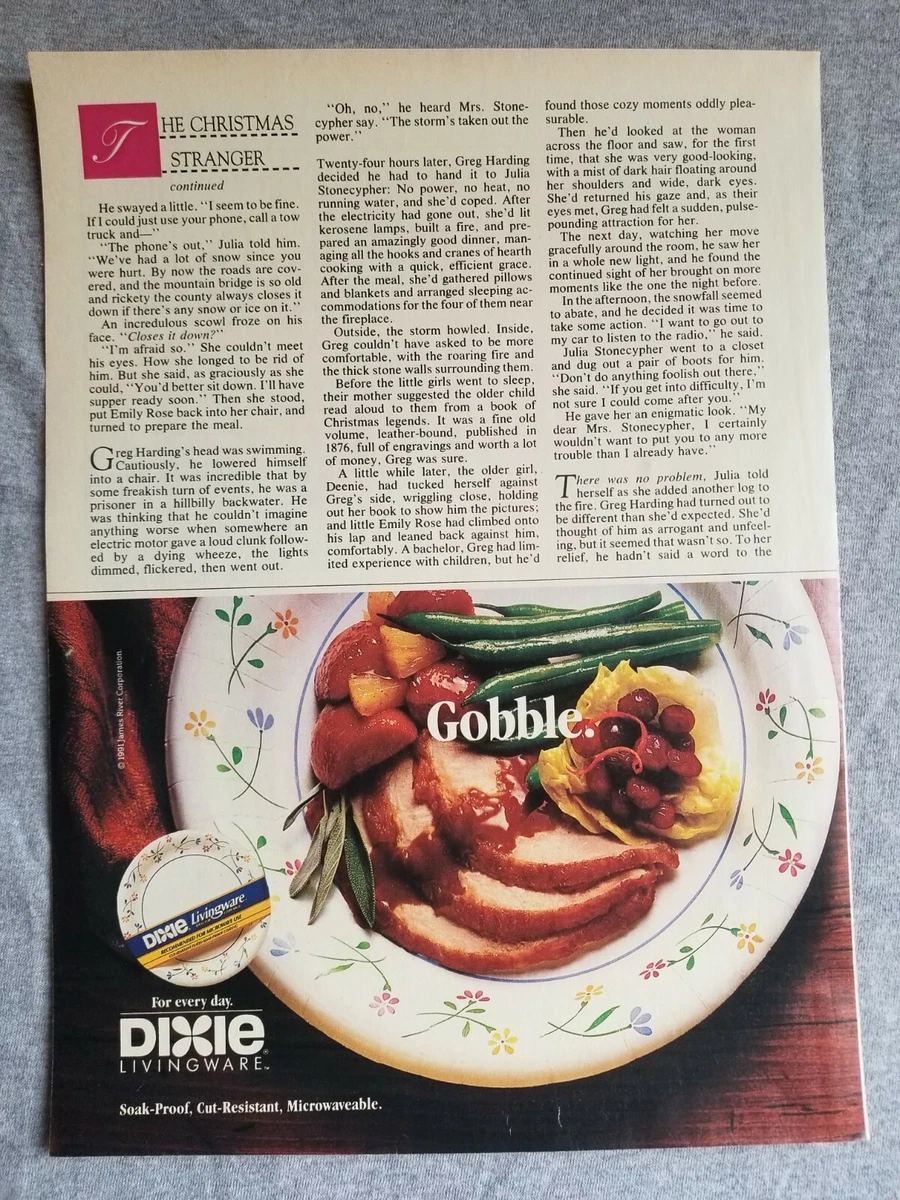 THE CHRISTMAS
STRANGER
continued
He swayed a little. “I seem to be fine.
If I could just use your phone, call a tow
truck and—”
“The phone’s out,” Julia told him.
“We’ve had a lot of snow since you
were hurt. By now the roads are cov-
ered, and the mountain bridge is so old
and rickety the county always closes it
down if there’s any snow or ice on it.”
An incredulous scowl froze on his
face. “Closes it down?”
“I’m afraid so.” She couldn’t meet
his eyes. How she longed to be rid of
him. But she said, as graciously as she
could, “You’d better sit down. I’ll have
supper ready soon.” Then she stood,
put Emily Rose back into her chair, and
turned to prepare the meal.
Greg Harding’s head was swimming.
Cautiously, he lowered himself
into a chair. It was incredible that by
some freakish turn of events, he was a
prisoner in a hillbilly backwater. He
was thinking that he couldn’t imagine
anything worse when somewhere an
electric motor gave a loud clunk follow-
ed by a dying wheeze, the lights
dimmed, flickered, then went out.
“Oh, no,” he heard Mrs. Stone-
cypher say. “The storm’s taken out the
power.”
Twenty-four hours later, Greg Harding
decided he had to hand it to Julia
Stonecypher: No power, no heat, no
running water, and she’d coped. After
the electricity had gone out, she’d lit
kerosene lamps, built a fire, and pre-
pared an amazingly good dinner, man-
aging all the hooks and cranes of hearth
cooking with a quick, efficient grace.
After the meal, she’d gathered pillows
and blankets and arranged sleeping ac-
commodations for the four of them near
the fireplace.
Outside, the storm howled. Inside,
Greg couldn’t have asked to be more
comfortable, with the roaring fire and
the thick stone walls surrounding them.
Before the little girls went to sleep,
their mother suggested the older child
read aloud to them from a book of
Christmas legends. It was a fine old
volume, leather-bound, published in
1876, full of engravings and worth a lot
of money, Greg was sure.
A little while later, the older girl,
Deenie, had tucked herself against
Greg’s side, wriggling close, holding
out her book to show him the pictures;
and little Emily Rose had climbed onto
his lap and leaned back against him,
comfortably. A bachelor, Greg had lim-
ited experience with children, but he’d
found those cozy moments oddly plea-
surable.
Then he’d looked at the woman
across the floor and saw, for the first
time, that she was very good-looking,
with a mist of dark hair floating around
her shoulders and wide, dark eyes.
She’d returned his gaze and, as their
eyes met, Greg had felt a sudden, pulse-
pounding attraction for her.
The next day, watching her move
gracefully around the room, he saw her
in a whole new light, and he found the
continued sight of her brought on more
moments like the one the night before.
In the afternoon, the snowfall seemed
to abate, and he decided it was time to
take some action. “I want to go out to
my car to listen to the radio,” he said.
Julia Stonecypher went to a closet
and dug out a pair of boots for him.
“Don’t do anything foolish out there,”
she said. “If you get into difficulty, I’m
not sure I could come after you.”
He gave her an enigmatic look. “My
dear Mrs. Stonecypher, I certainly
wouldn’t want to put you to any more
trouble than I already have.”
There was no problem, Julia told
herself as she added another log to
the fire. Greg Harding had turned out to
be different than she’d expected. She’d
thought of him as arrogant and unfeel-
ing, but it seemed that wasn’t so. To her
relief, he hadn’t said a word to the
© 1991 James River Corporation
Gobble.
DIXIE Livingware
RECOMMENDED FOR MICROWAVE USE
For every day.
DIXIE®
LIVINGWARE™
Soak-Proof, Cut-Resistant, Microwaveable.